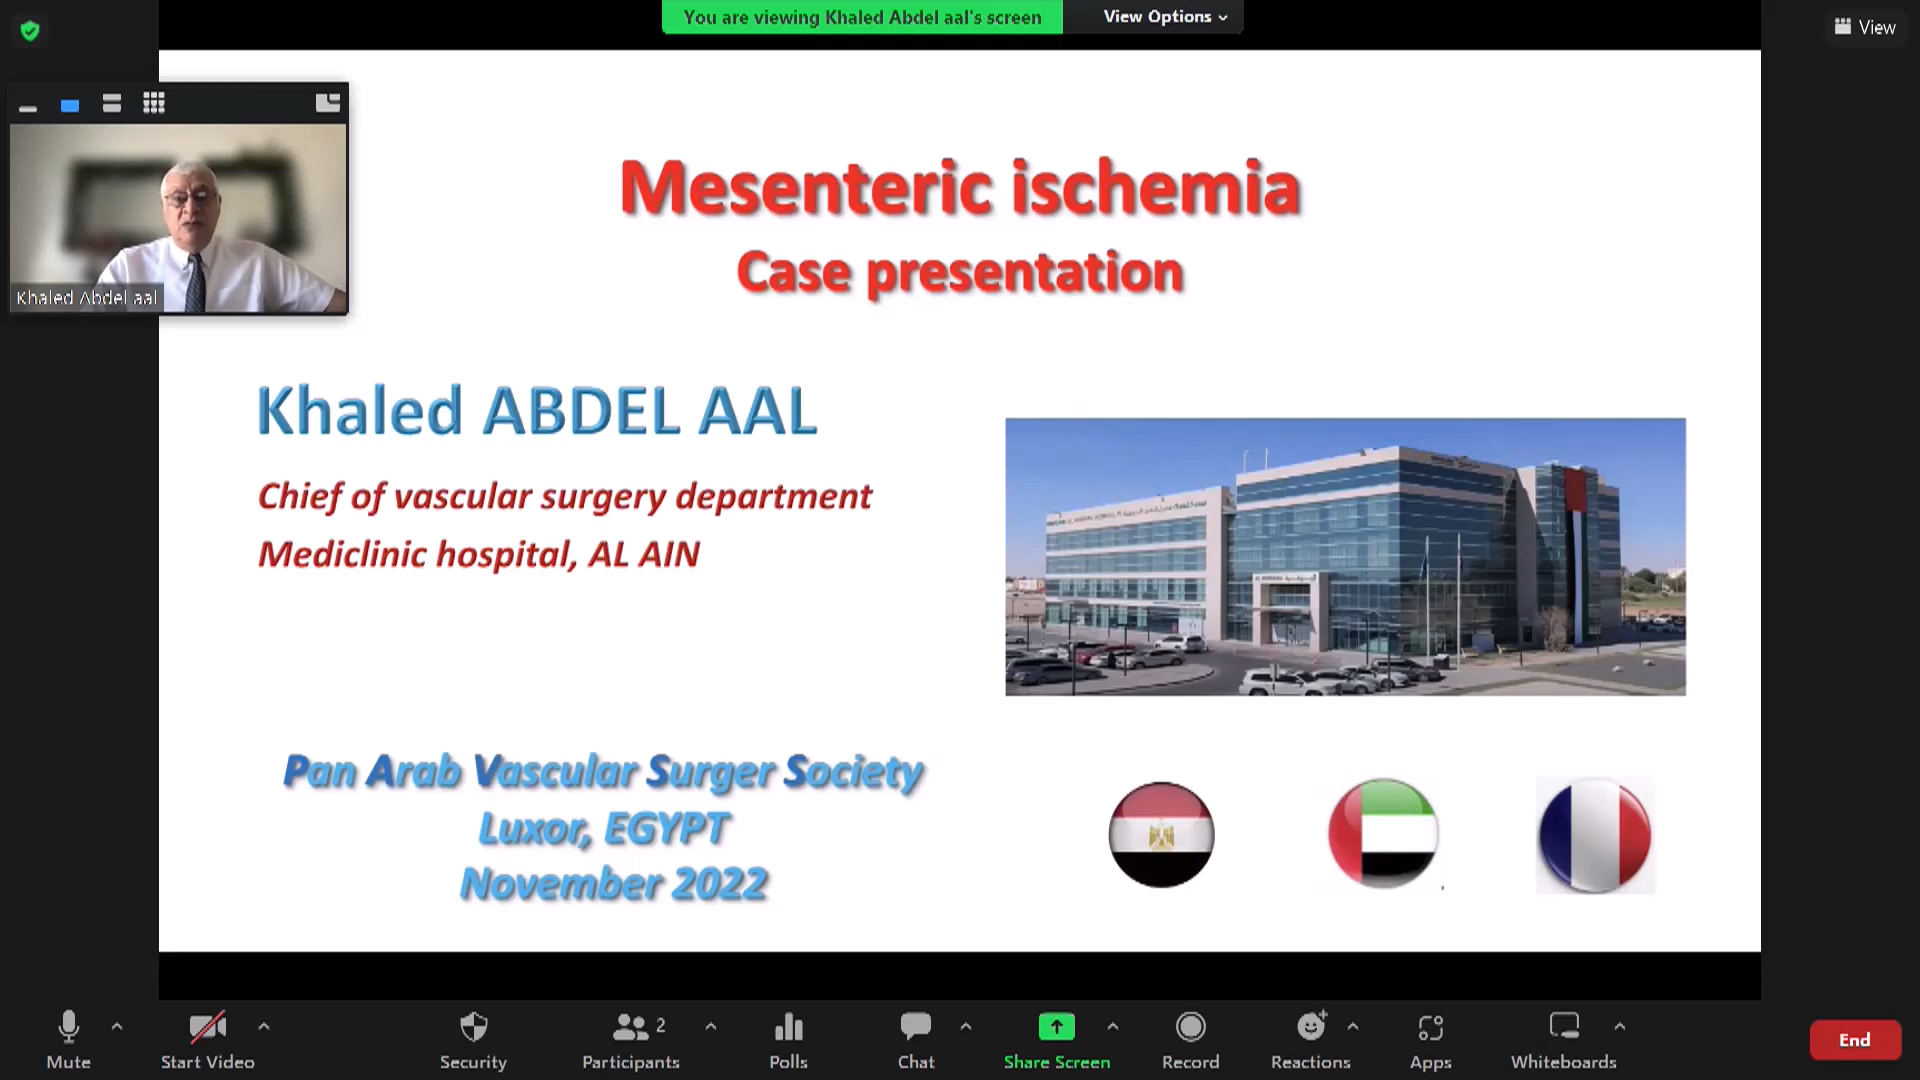 You are viewing Khaled Abdel aal's screen
View Options
View
Khaled Abdel aal
Mesenteric ischemia
Case presentation
Khaled ABDEL AAL
Chief of vascular surgery department
Mediclinic hospital, AL AIN
Pan Arab Vascular Surger Society
Luxor, EGYPT
November 2022
Mute
Start Video
Security
2
Participants
Polls
Chat
Share Screen
Record
Reactions
Apps
Whiteboards
End